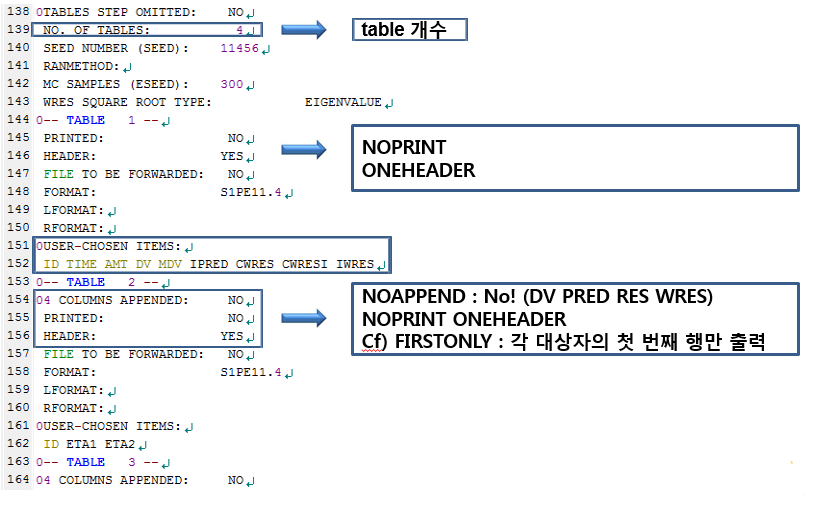 138 0TABLES STEP OMITTED:    NO
139  NO. OF TABLES:           4
table 개수
140  SEED NUMBER (SEED):    11456
141  RANMETHOD:
142  MC SAMPLES (ESEED):    300
143  WRES SQUARE ROOT TYPE:            EIGENVALUE
144 0-- TABLE   1 --
145  PRINTED:                NO
146  HEADER:                YES
147  FILE TO BE FORWARDED:   NO
148  FORMAT:                S1PE11.4
149  LFORMAT:
150  RFORMAT:
NOPRINT
ONEHEADER
151 0USER-CHOSEN ITEMS:
152  ID TIME AMT DV MDV IPRED CWRES CWRESI IWRES
153 0-- TABLE   2 --
154 04 COLUMNS APPENDED:     NO
155  PRINTED:                NO
156  HEADER:                YES
NOAPPEND : No! (DV PRED RES WRES)
NOPRINT ONEHEADER
Cf) FIRSTONLY : 각 대상자의 첫 번째 행만 출력
157  FILE TO BE FORWARDED:   NO
158  FORMAT:                S1PE11.4
159  LFORMAT:
160  RFORMAT:
161 0USER-CHOSEN ITEMS:
162  ID ETA1 ETA2
163 0-- TABLE   3 --
164 04 COLUMNS APPENDED:     NO